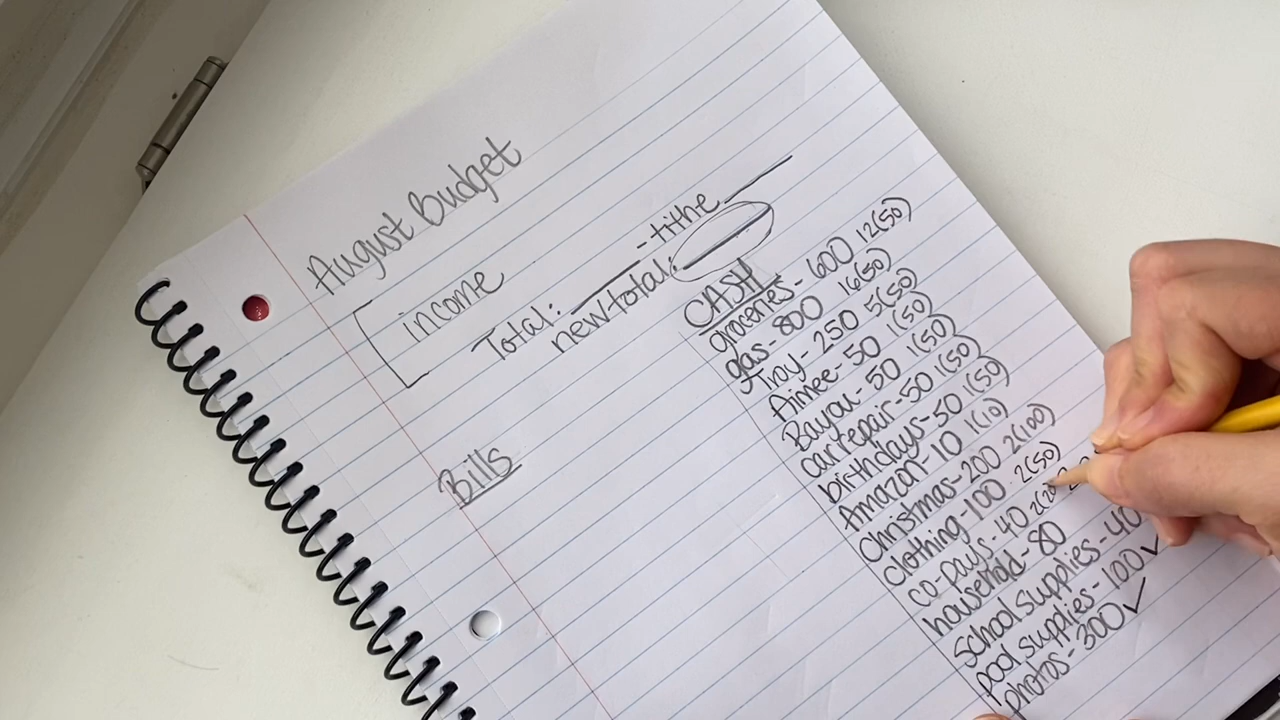 August Budget
income
Total: - tithe
new total:
CASH
groceries - 600 12(50)
gas - 800 16(50)
Troy - 250 5(50)
Aimee - 50 1(50)
Bayou - 50 1(50)
car repair - 50 1(50)
birthdays - 50 1(50)
Amazon - 10 1(10)
Christmas - 200 2(100)
clothing - 100 2(50)
co-pays - 40 2(20
household - 80
School supplies - 40
pool supplies - 100 ✓
photos - 300 ✓
Bills